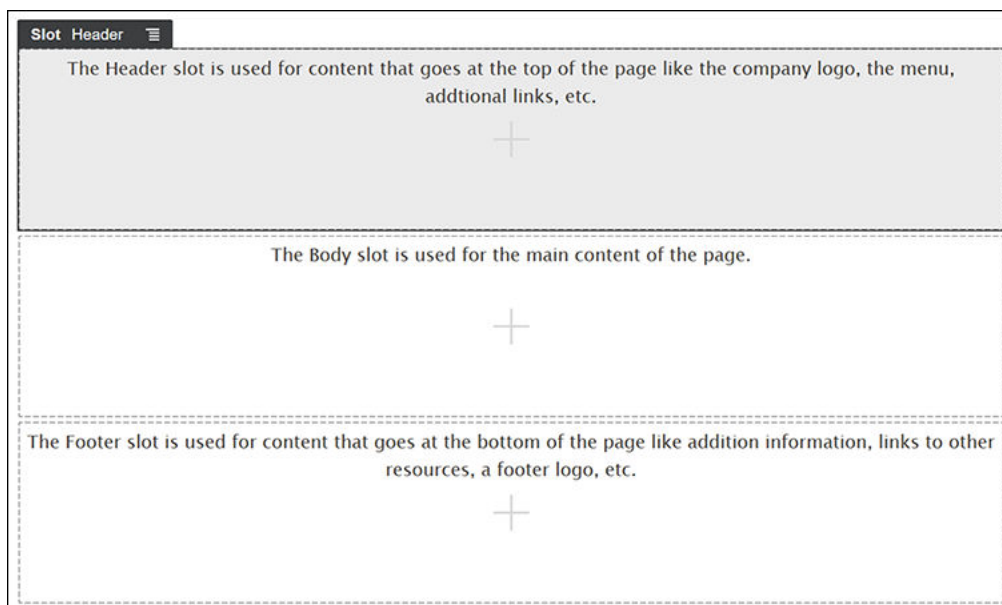 Slot Header
The Header slot is used for content that goes at the top of the page like the company logo, the menu,
addtional links, etc.
The Body slot is used for the main content of the page.
The Footer slot is used for content that goes at the bottom of the page like addition information, links to other
resources, a footer logo, etc.